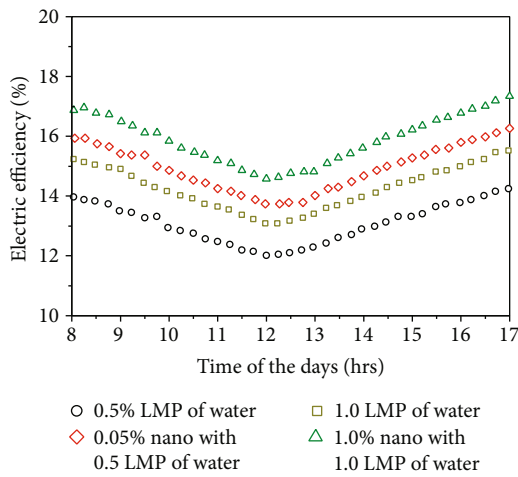 20
18
16
14
12
10
Electric efficiency (%)
8 9 10 11 12 13 14 15 16 17
Time of the days (hrs)
0.5% LMP of water
0.05% nano with
0.5 LMP of water
1.0 LMP of water
1.0% nano with
1.0 LMP of water